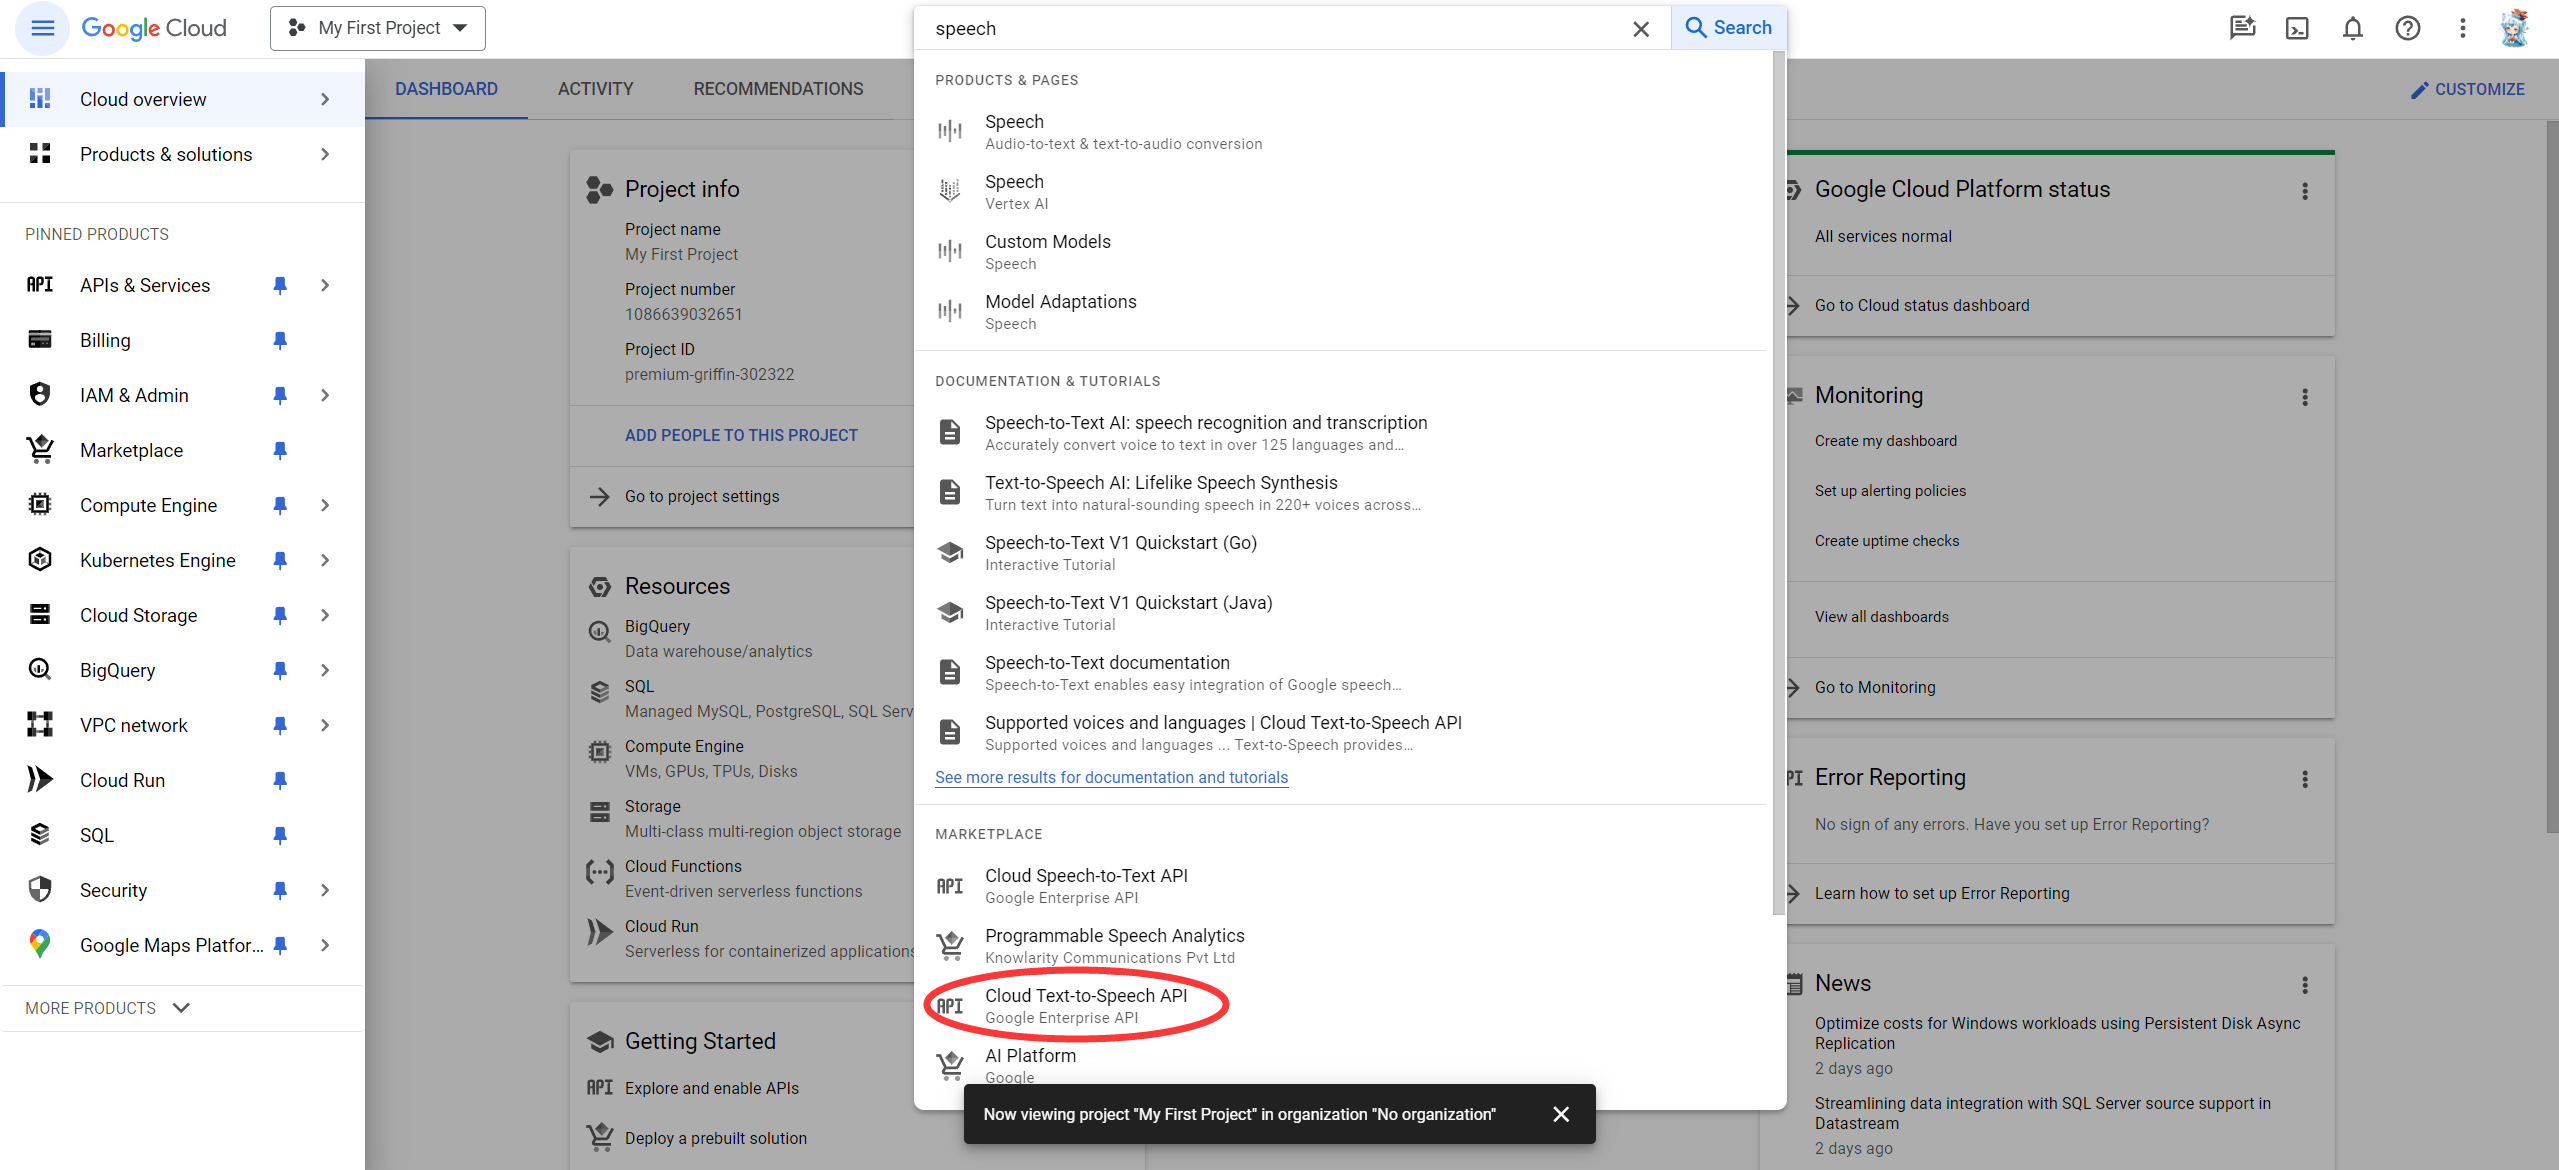 Google Cloud
My First Project
speech
Search
Cloud overview
Products & solutions
PINNED PRODUCTS
API APIs & Services
Billing
IAM & Admin
Marketplace
Compute Engine
Kubernetes Engine
Cloud Storage
BigQuery
VPC network
Cloud Run
SQL
Security
Google Maps Platfor...
MORE PRODUCTS
DASHBOARD
ACTIVITY
RECOMMENDATIONS
CUSTOMIZE
Project info
Project name
My First Project
Project number
1086639032651
Project ID
premium-griffin-302322
ADD PEOPLE TO THIS PROJECT
Go to project settings
Resources
BigQuery
Data warehouse/analytics
SQL
Managed MySQL, PostgreSQL, SQL Serv
Compute Engine
VMs, GPUs, TPUs, Disks
Storage
Multi-class multi-region object storage
Cloud Functions
Event-driven serverless functions
Cloud Run
Serverless for containerized applications
Getting Started
API Explore and enable APIs
Deploy a prebuilt solution
PRODUCTS & PAGES
Speech
Audio-to-text & text-to-audio conversion
Speech
Vertex AI
Custom Models
Speech
Model Adaptations
Speech
DOCUMENTATION & TUTORIALS
Speech-to-Text AI: speech recognition and transcription
Accurately convert voice to text in over 125 languages and...
Text-to-Speech AI: Lifelike Speech Synthesis
Turn text into natural-sounding speech in 220+ voices across...
Speech-to-Text V1 Quickstart (Go)
Interactive Tutorial
Speech-to-Text V1 Quickstart (Java)
Interactive Tutorial
Speech-to-Text documentation
Speech-to-Text enables easy integration of Google speech...
Supported voices and languages | Cloud Text-to-Speech API
Supported voices and languages ... Text-to-Speech provides...
See more results for documentation and tutorials
MARKETPLACE
API Cloud Speech-to-Text API
Google Enterprise API
Programmable Speech Analytics
Knowlarity Communications Pvt Ltd
API Cloud Text-to-Speech API
Google Enterprise API
AI Platform
Google
Now viewing project "My First Project" in organization "No organization"
Google Cloud Platform status
All services normal
Go to Cloud status dashboard
Monitoring
Create my dashboard
Set up alerting policies
Create uptime checks
View all dashboards
Go to Monitoring
PI Error Reporting
No sign of any errors. Have you set up Error Reporting?
Learn how to set up Error Reporting
News
Optimize costs for Windows workloads using Persistent Disk Async
Replication
2 days ago
Streamlining data integration with SQL Server source support in
Datastream
2 days ago